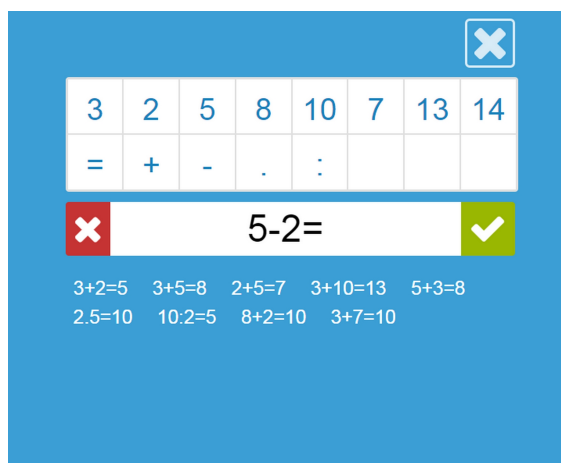 3 2 5 8 10 7 13 14
= + - . :
5-2=
3+2=5 3+5=8 2+5=7 3+10=13 5+3=8
2.5=10 10:2=5 8+2=10 3+7=10